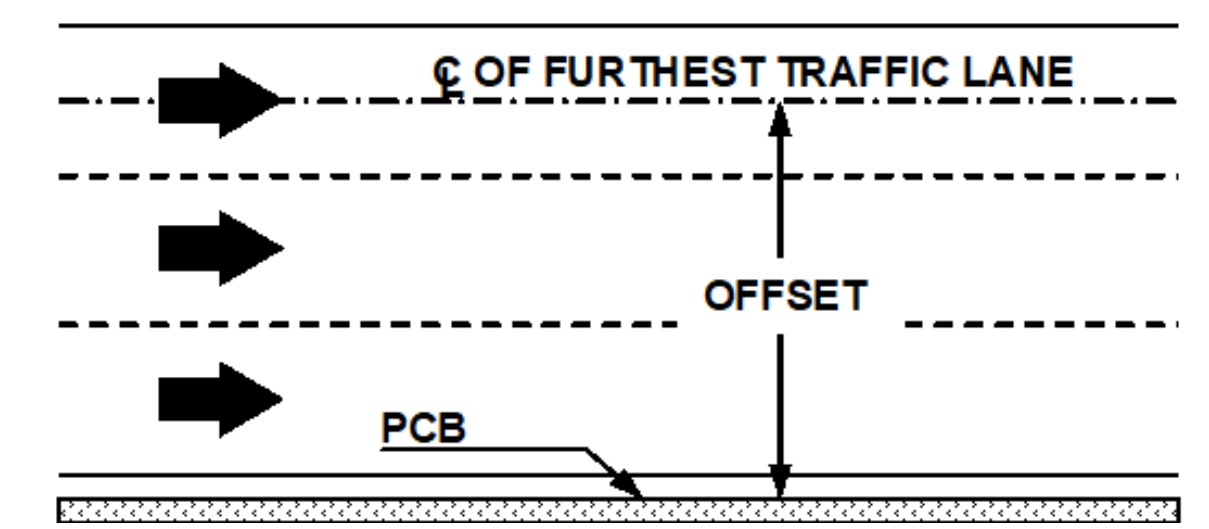 ℄ OF FURTHEST TRAFFIC LANE
OFFSET
PCB